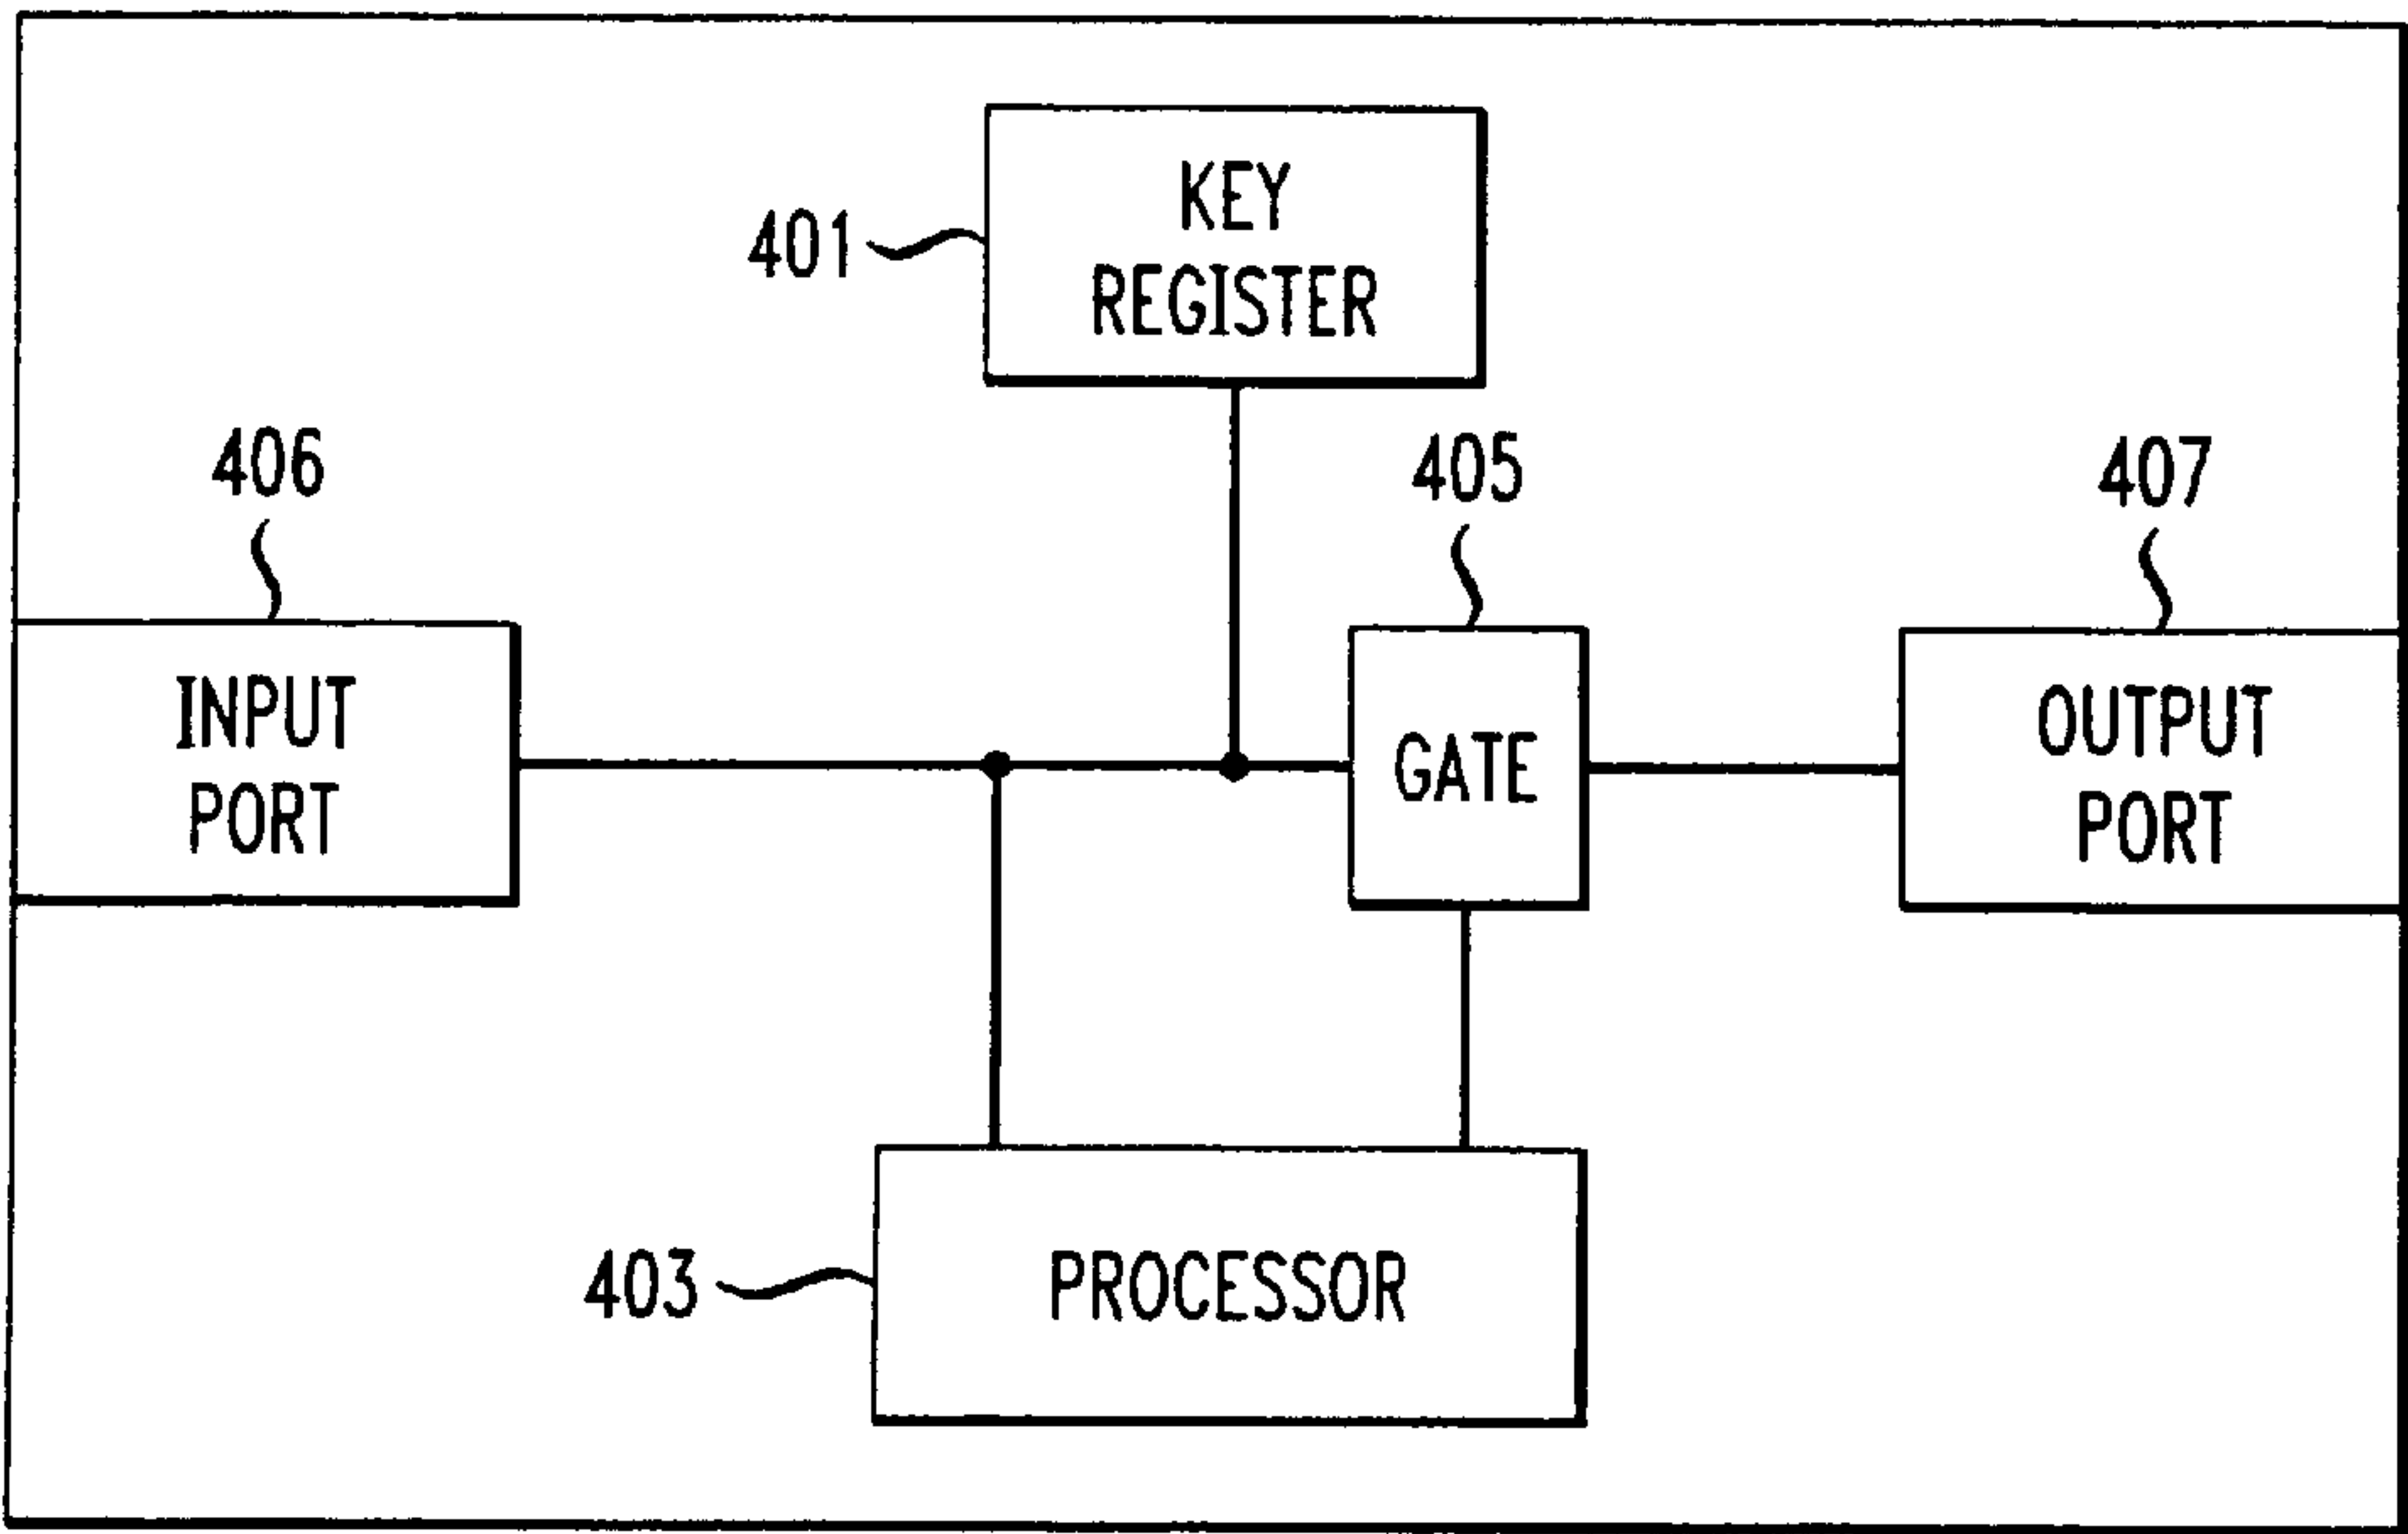 401
KEY
REGISTER
406
405
407
INPUT
PORT
GATE
OUTPUT
PORT
403
PROCESSOR